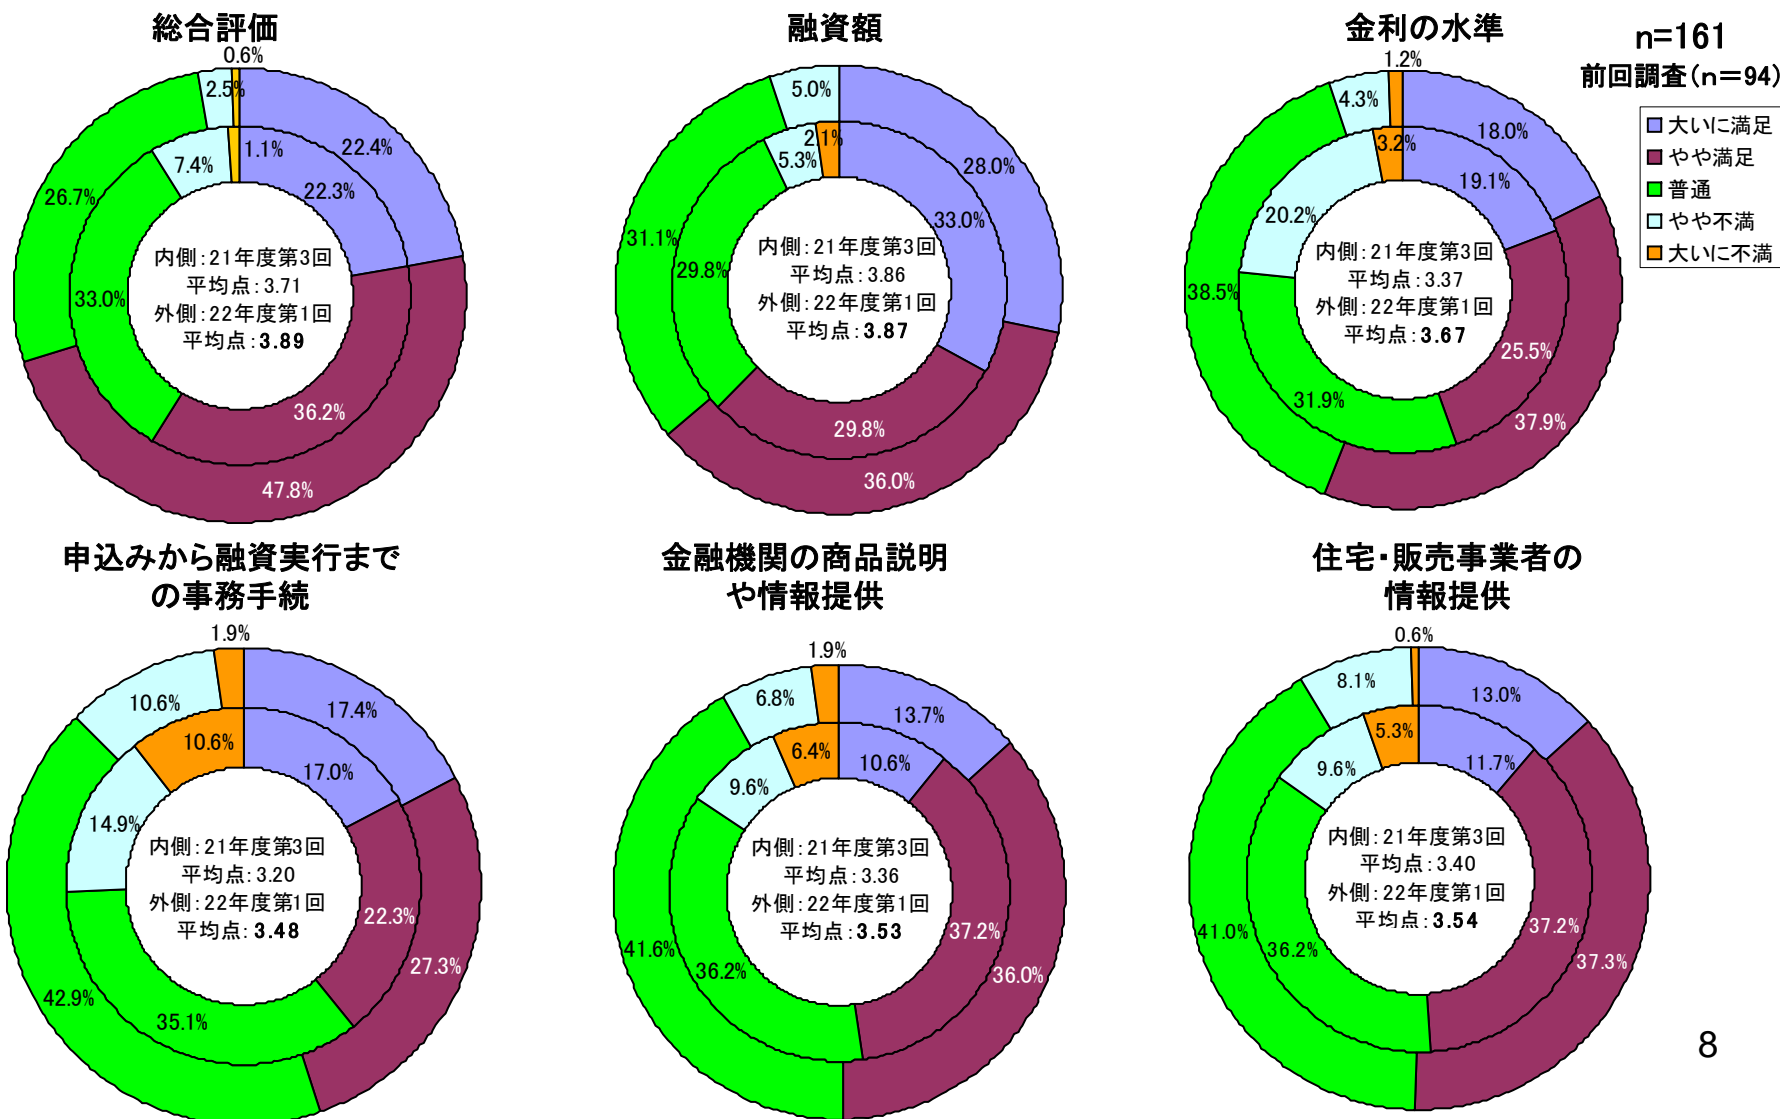 総合評価
0.6%
2.5%
22.4%
26.7%
7.4%
1.1%
22.3%
33.0%
36.2%
47.8%
内側:21年度第3回
平均点:3.71
外側:22年度第1回
平均点:3.89
融資額
5.0%
28.0%
2.1%
5.3%
33.0%
31.1%
29.8%
29.8%
36.0%
内側:21年度第3回
平均点:3.86
外側:22年度第1回
平均点:3.87
金利の水準
1.2%
4.3%
18.0%
3.2%
19.1%
20.2%
38.5%
25.5%
31.9%
37.9%
内側:21年度第3回
平均点:3.37
外側:22年度第1回
平均点:3.67
n=161
前回調査(n=94)
大いに満足
やや満足
普通
やや不満
大いに不満
申込みから融資実行まで
の事務手続
1.9%
10.6%
17.4%
10.6%
17.0%
14.9%
22.3%
27.3%
42.9%
35.1%
内側:21年度第3回
平均点:3.20
外側:22年度第1回
平均点:3.48
金融機関の商品説明
や情報提供
1.9%
6.8%
13.7%
6.4%
10.6%
9.6%
37.2%
36.0%
41.6%
36.2%
内側:21年度第3回
平均点:3.36
外側:22年度第1回
平均点:3.53
住宅・販売事業者の
情報提供
0.6%
8.1%
13.0%
5.3%
11.7%
9.6%
37.2%
37.3%
41.0%
36.2%
内側:21年度第3回
平均点:3.40
外側:22年度第1回
平均点:3.54
8